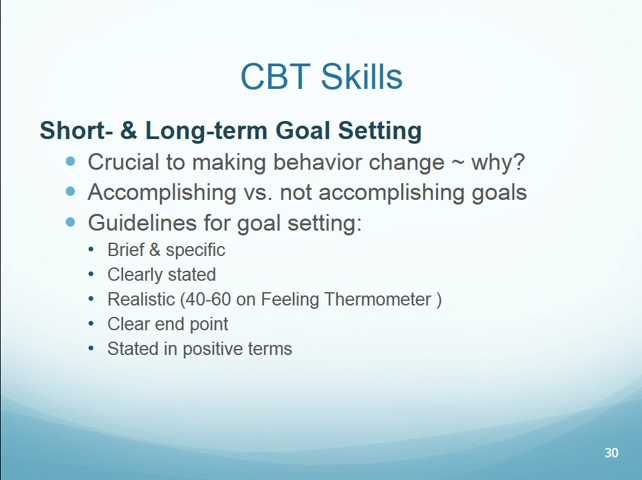 CBT Skills
Short- & Long-term Goal Setting
Crucial to making behavior change ~ why?
Accomplishing vs. not accomplishing goals
Guidelines for goal setting:
Brief & specific
Clearly stated
Realistic (40-60 on Feeling Thermometer )
Clear end point
Stated in positive terms
30